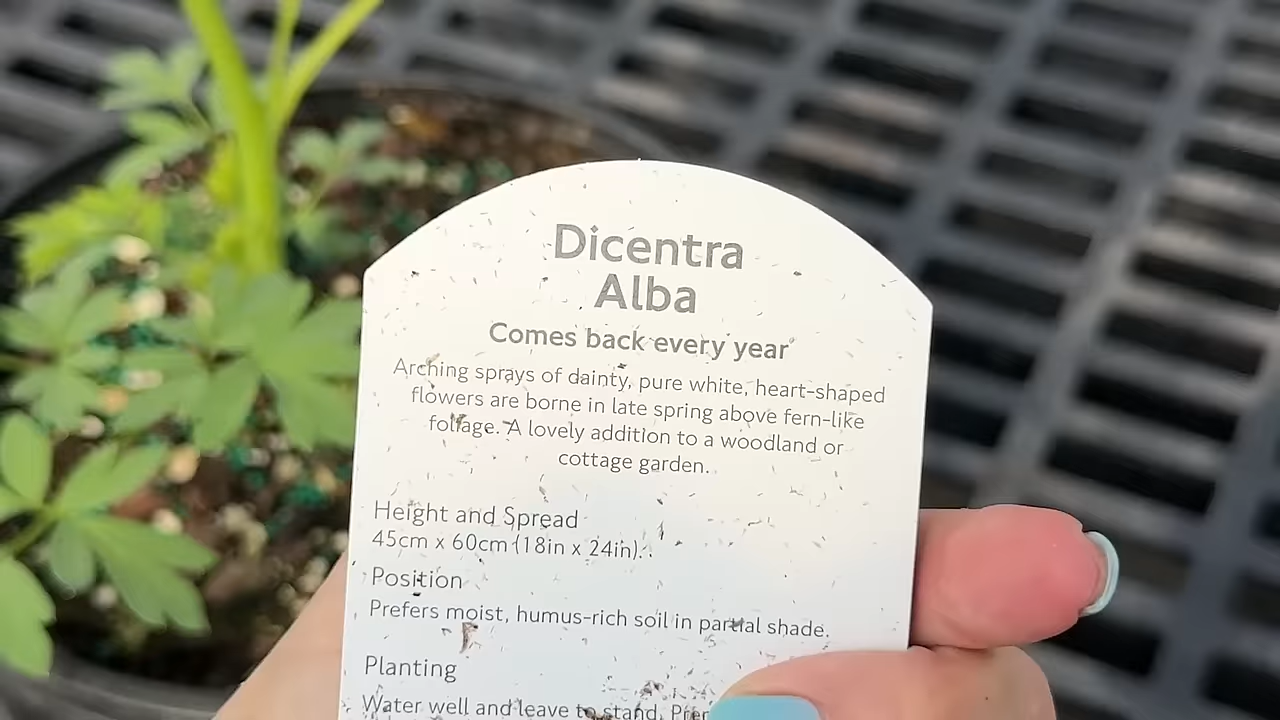 Dicentra
Alba
Comes back every year
Arching sprays of dainty, pure white, heart-shaped
flowers are borne in late spring above fern-like
foliage. A lovely addition to a woodland or
cottage garden.
Height and Spread
45cm x 60cm (18in x 24in).
Position
Prefers moist, humus-rich soil in partial shade.
Planting
Water well and leave to stand.